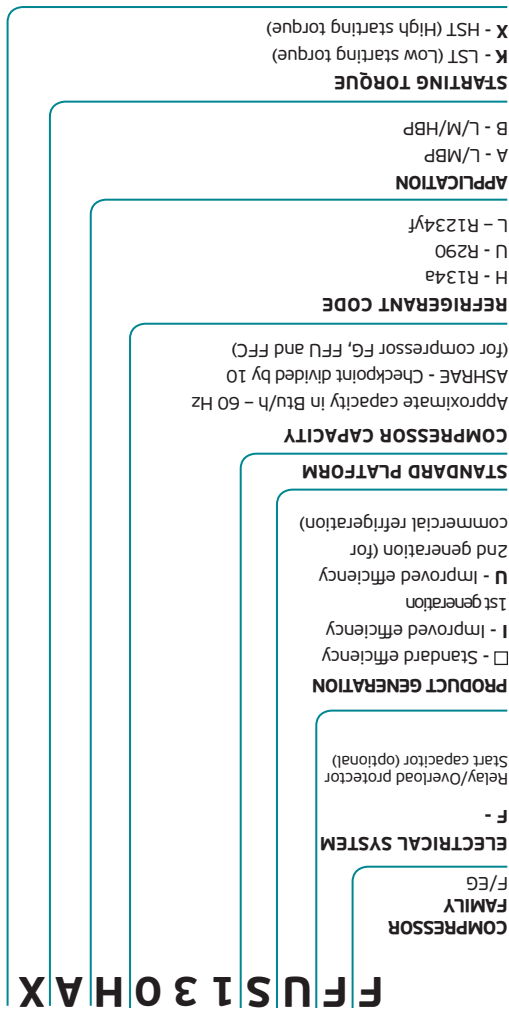 FFUS130HAX
COMPRESSOR
FAMILY
F/EG
ELECTRICAL SYSTEM
F -
Relay/Overload protector
Start capacitor (optional)
PRODUCT GENERATION
□ - Standard efficiency
I - Improved efficiency
1st generation
U - Improved efficiency
2nd generation (for
commercial refrigeration)
STANDARD PLATFORM
COMPRESSOR CAPACITY
Approximate capacity in Btu/h – 60 Hz
ASHRAE - Checkpoint divided by 10
(for compressor FG, FFU and FFC)
REFRIGERANT CODE
H - R134a
U - R290
L – R1234yf
APPLICATION
A - L/MBP
B - L/M/HBP
STARTING TORQUE
K - LST (Low starting torque)
X - HST (High starting torque)